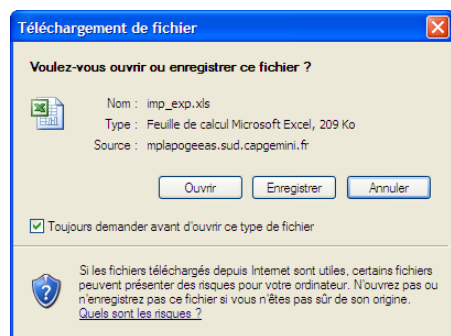 Téléchargement de fichier
Voulez-vous ouvrir ou enregistrer ce fichier ?
Nom : imp_exp.xls
Type : Feuille de calcul Microsoft Excel, 209 Ko
Source : mplapogeeas.sud.capgemini.fr
Ouvrir Enregistrer Annuler
Toujours demander avant d'ouvrir ce type de fichier
Si les fichiers téléchargés depuis Internet sont utiles, certains fichiers
peuvent présenter des risques pour votre ordinateur. N'ouvrez pas ou
n'enregistrez pas ce fichier si vous n'êtes pas sûr de son origine.
Quels sont les risques ?